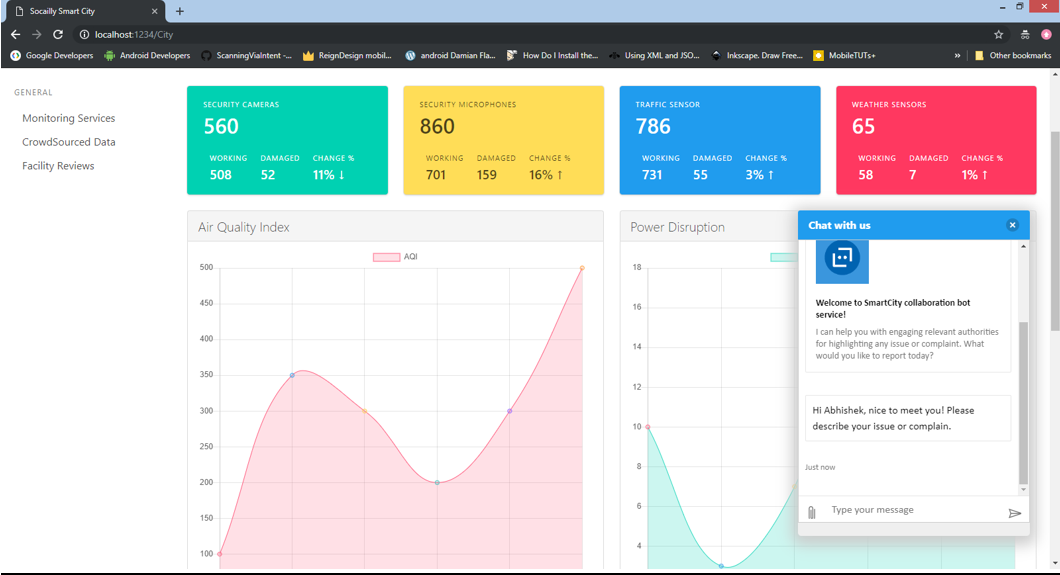 Socailly Smart City
localhost:1234/City
Google Developers
Android Developers
ScanningViaIntent -...
ReignDesign mobil...
android Damian Fla...
How Do I Install the...
Using XML and JSO...
Inkscape. Draw Free...
MobileTUTs+
»
Other bookmarks
GENERAL
Monitoring Services
CrowdSourced Data
Facility Reviews
SECURITY CAMERAS
560
WORKING DAMAGED CHANGE %
508 52 11% ↓
SECURITY MICROPHONES
860
WORKING DAMAGED CHANGE %
701 159 16% ↑
TRAFFIC SENSOR
786
WORKING DAMAGED CHANGE %
731 55 3% ↑
WEATHER SENSORS
65
WORKING DAMAGED CHANGE %
58 7 1% ↑
Air Quality Index
AQI
500
450
400
350
300
250
200
150
100
Power Disruption
18
16
14
12
10
8
6
4
Chat with us
Welcome to SmartCity collaboration bot
service!
I can help you with engaging relevant authorities
for highlighting any issue or complaint. What
would you like to report today?
Hi Abhishek, nice to meet you! Please
describe your issue or complain.
Just now
Type your message